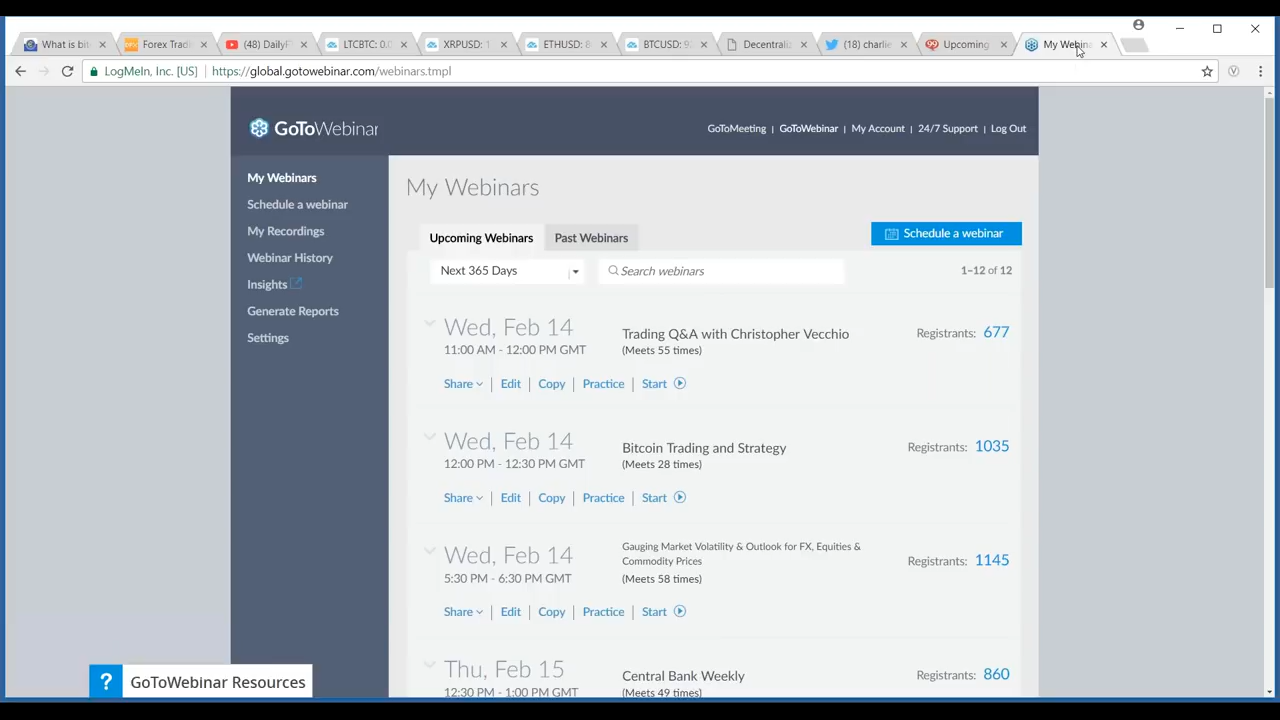 What is bit
Forex Trad
(48) DailyF
LTCBTC: 0.0
XRPUSD: 1
ETHUSD: 8
BTCUSD: 9
Decentrali
(18) charlie
99 Upcoming
My Webina
LogMeIn, Inc. [US] | https://global.gotowebinar.com/webinars.tmpl
GoToWebinar
GoToMeeting | GoToWebinar | My Account | 24/7 Support | Log Out
My Webinars
Schedule a webinar
My Recordings
Webinar History
Insights
Generate Reports
Settings
My Webinars
Upcoming Webinars Past Webinars
Schedule a webinar
Next 365 Days
Search webinars
1–12 of 12
Wed, Feb 14
11:00 AM - 12:00 PM GMT
Trading Q&A with Christopher Vecchio
(Meets 55 times)
Registrants: 677
Share | Edit | Copy | Practice | Start
Wed, Feb 14
12:00 PM - 12:30 PM GMT
Bitcoin Trading and Strategy
(Meets 28 times)
Registrants: 1035
Share | Edit | Copy | Practice | Start
Wed, Feb 14
5:30 PM - 6:30 PM GMT
Gauging Market Volatility & Outlook for FX, Equities &
Commodity Prices
(Meets 58 times)
Registrants: 1145
Share | Edit | Copy | Practice | Start
Thu, Feb 15
12:30 PM - 1:00 PM GMT
Central Bank Weekly
(Meets 49 times)
Registrants: 860
? GoToWebinar Resources